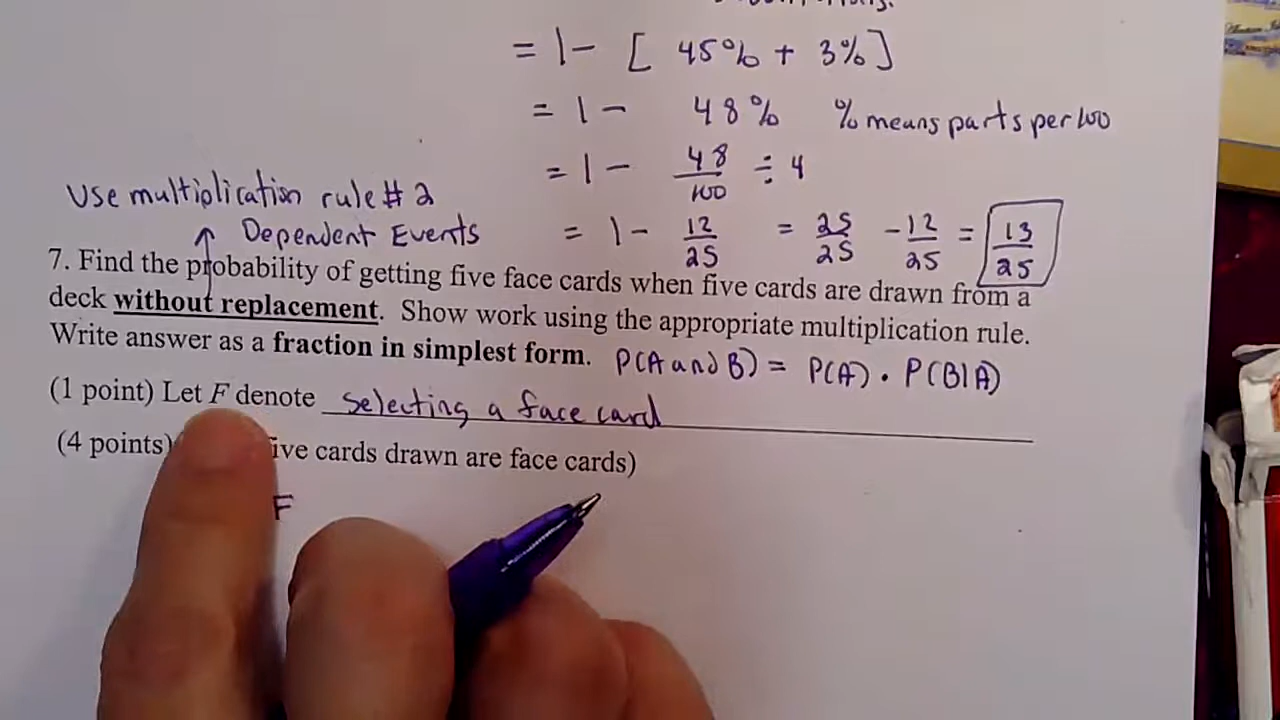 = 1 - [ 45% + 3% ]
= 1 - 48% % means parts per 100
= 1 - 48/100 ÷ 4
Use multiplication rule # 2
Dependent Events = 1 - 12/25 = 25/25 - 12/25 = 13/25
7. Find the probability of getting five face cards when five cards are drawn from a
deck without replacement. Show work using the appropriate multiplication rule.
Write answer as a fraction in simplest form. P(A and B) = P(A) · P(B|A)
(1 point) Let F denote selecting a face card
(4 points) ive cards drawn are face cards)
F